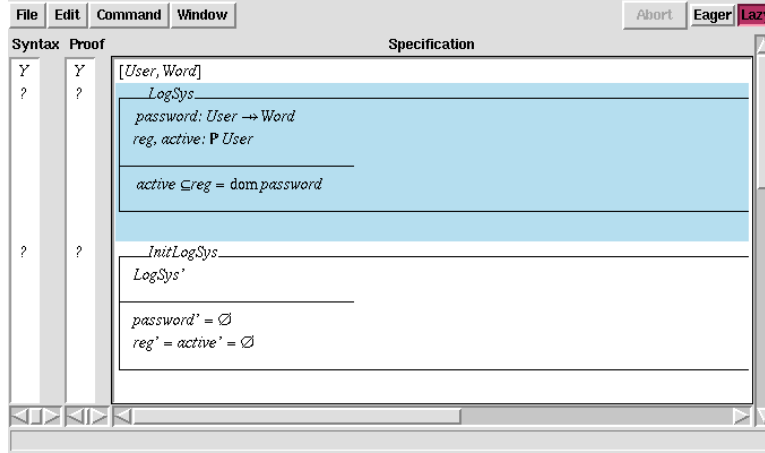 File Edit Command Window Abort Eager Lazy
Syntax Proof Specification
Y Y [User, Word]
? ? LogSys
password: User ⇸ Word
reg, active: ℙ User
active ⊆ reg = dom password
? ? InitLogSys
LogSys’
password’ = ∅
reg’ = active’ = ∅